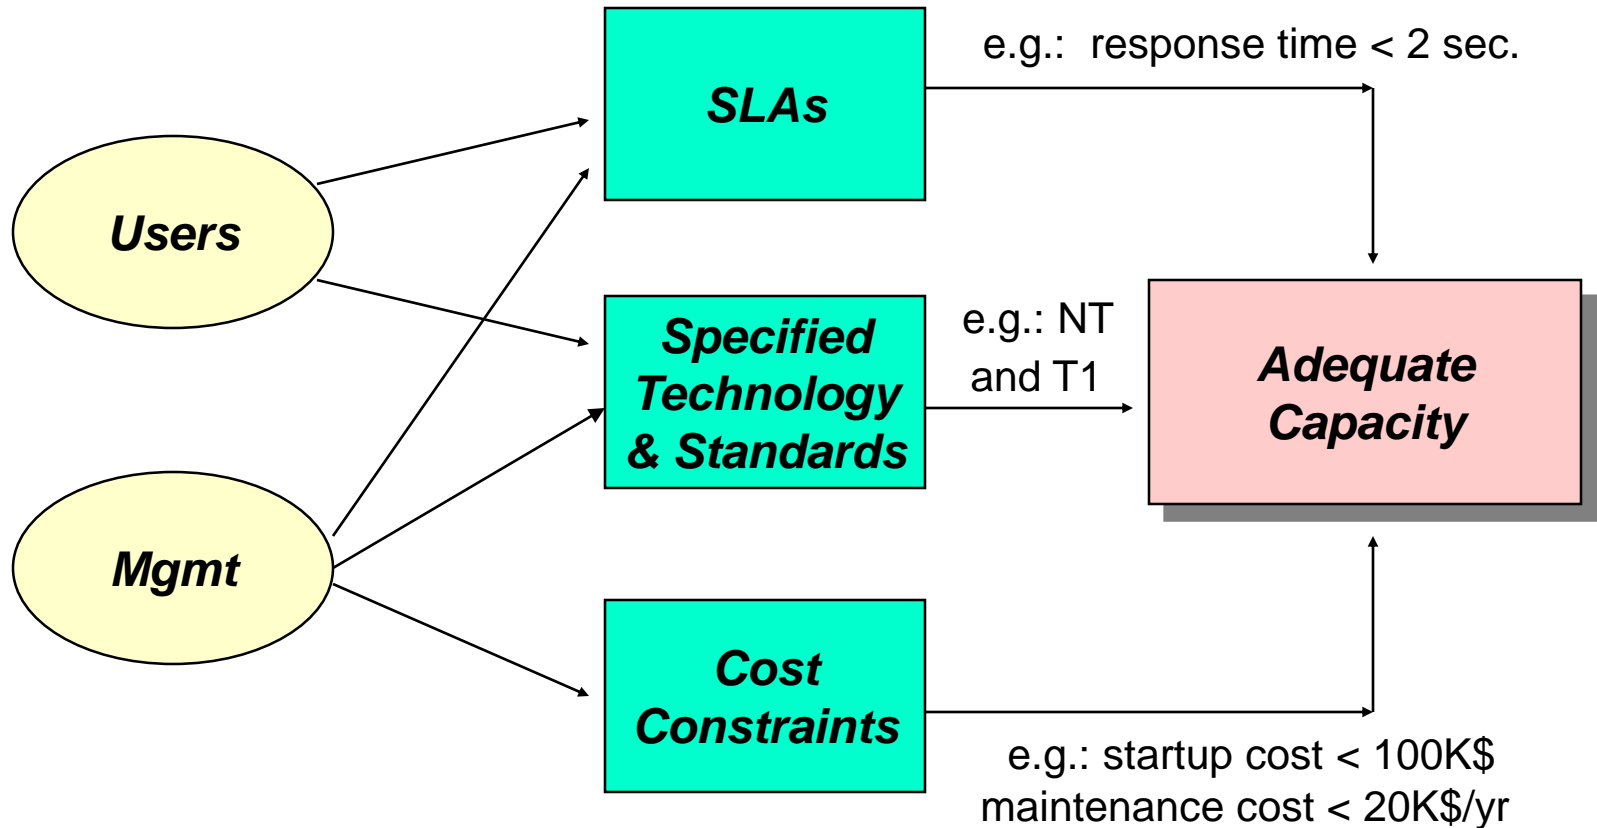 SLAs
e.g.: response time < 2 sec.
Users
Specified
Technology
& Standards
e.g.: NT
and T1
Adequate
Capacity
Mgmt
Cost
Constraints
e.g.: startup cost < 100K$
maintenance cost < 20K$/yr